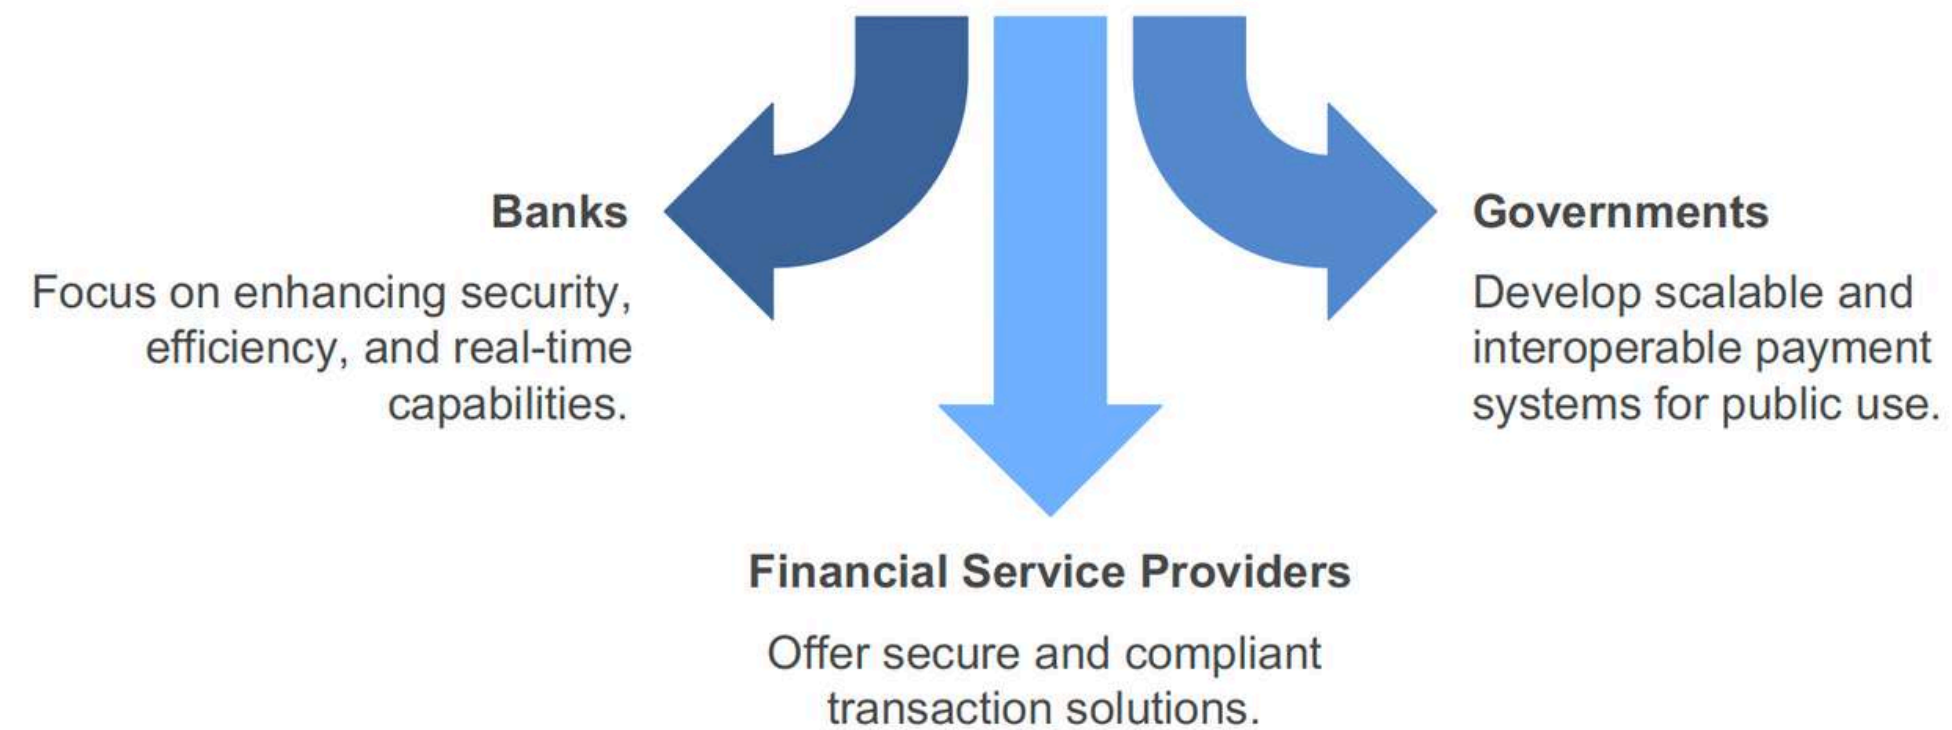 Banks
Focus on enhancing security,
efficiency, and real-time
capabilities.
Governments
Develop scalable and
interoperable payment
systems for public use.
Financial Service Providers
Offer secure and compliant
transaction solutions.